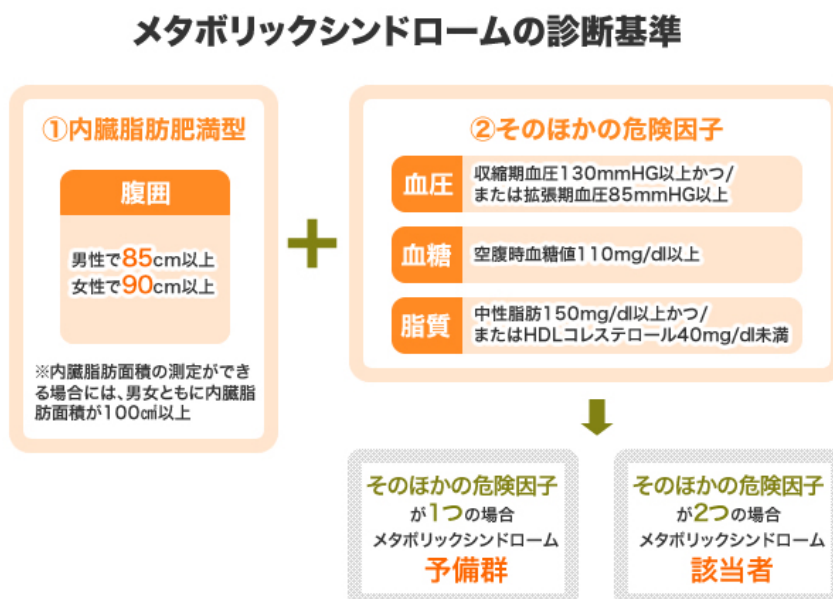 メタボリックシンドロームの診断基準
①内臓脂肪肥満型
腹囲
男性で85cm以上
女性で90cm以上
※内臓脂肪面積の測定ができ
る場合には、男女ともに内臓脂
肪面積が100㎠以上
+
②そのほかの危険因子
血圧
収縮期血圧130mmHG以上かつ/
または拡張期血圧85mmHG以上
血糖
空腹時血糖値110mg/dl以上
脂質
中性脂肪150mg/dl以上かつ/
またはHDLコレステロール40mg/dl未満
そのほかの危険因子
が1つの場合
メタボリックシンドローム
予備群
そのほかの危険因子
が2つの場合
メタボリックシンドローム
該当者